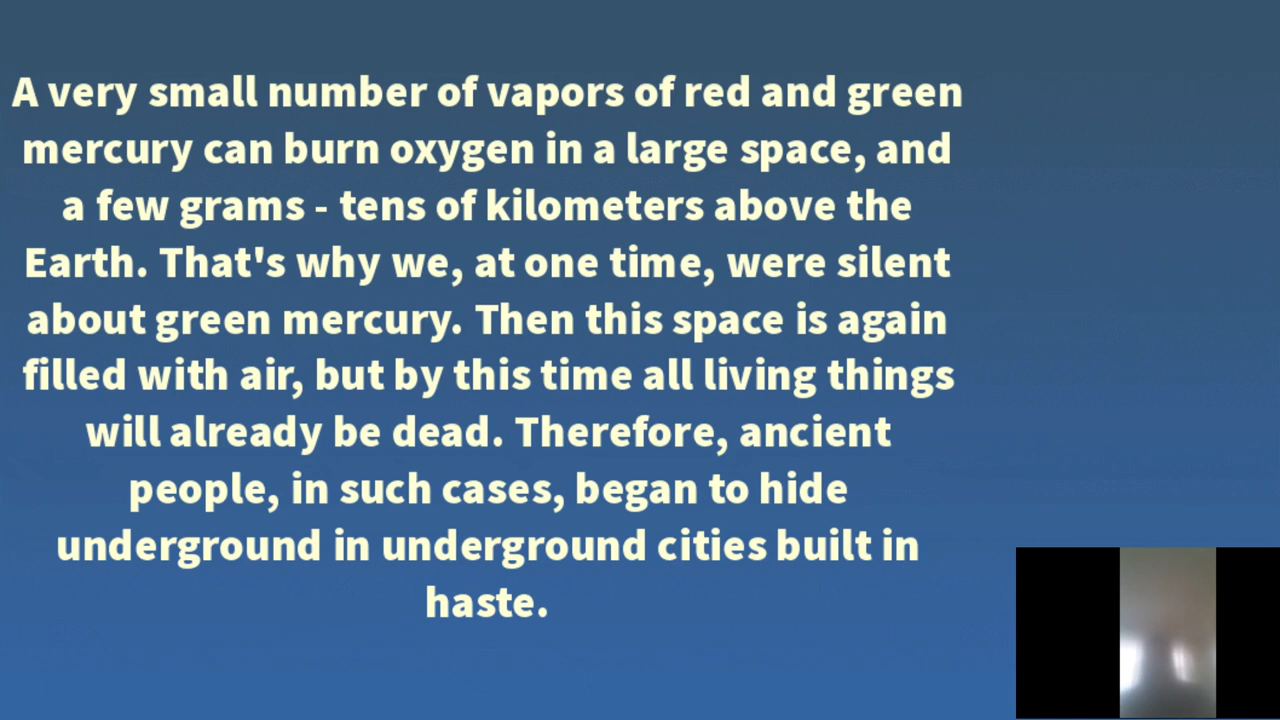 A very small number of vapors of red and green
mercury can burn oxygen in a large space, and
a few grams - tens of kilometers above the
Earth. That's why we, at one time, were silent
about green mercury. Then this space is again
filled with air, but by this time all living things
will already be dead. Therefore, ancient
people, in such cases, began to hide
underground in underground cities built in
haste.